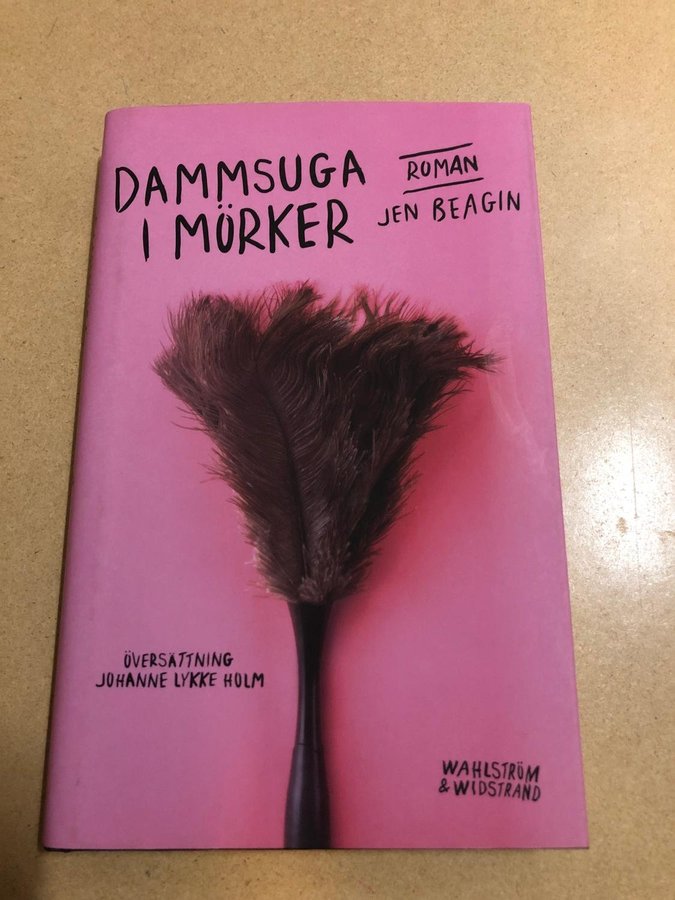 DAMMSUGA
I MÖRKER
ROMAN
JEN BEAGIN
ÖVERSÄTTNING
JOHANNE LYKKE HOLM
WAHLSTRÖM
& WIDSTRAND